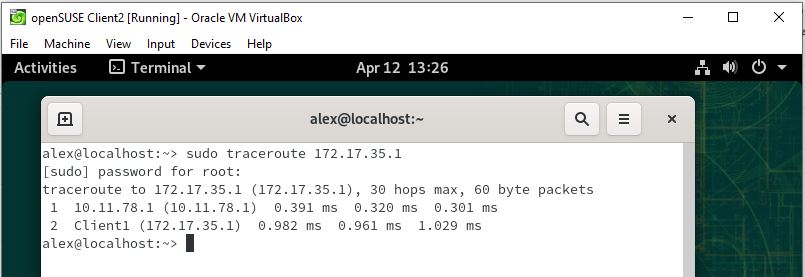 openSUSE Client2 [Running] - Oracle VM VirtualBox
File Machine View Input Devices Help
Activities Terminal Apr 12 13:26
alex@localhost:~
alex@localhost:~> sudo traceroute 172.17.35.1
[sudo] password for root:
traceroute to 172.17.35.1 (172.17.35.1), 30 hops max, 60 byte packets
1 10.11.78.1 (10.11.78.1) 0.391 ms 0.320 ms 0.301 ms
2 Client1 (172.17.35.1) 0.982 ms 0.961 ms 1.029 ms
alex@localhost:~>